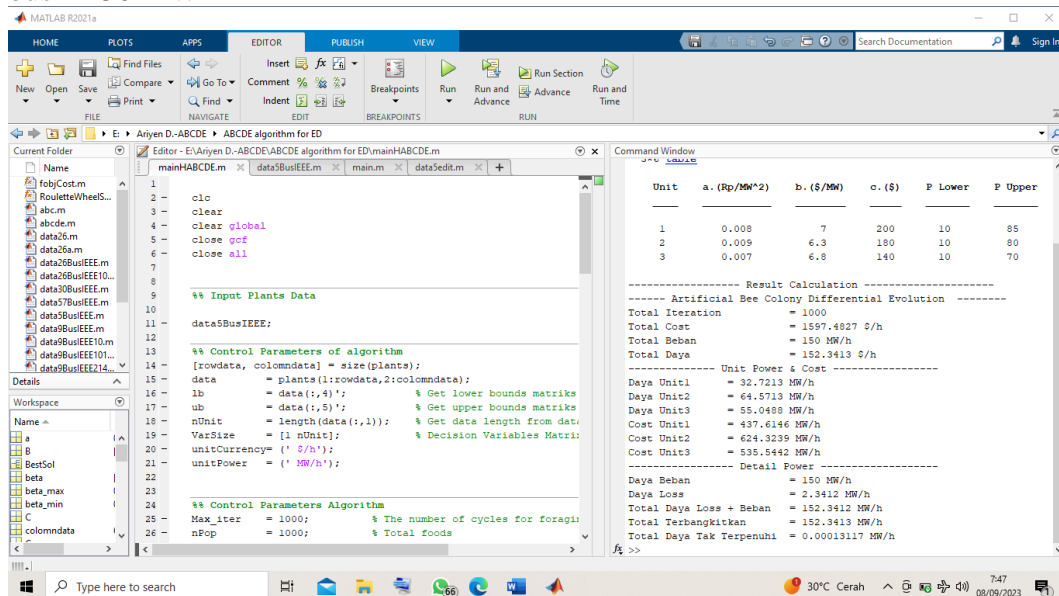 MATLAB R2021a
HOME PLOTS APPS EDITOR PUBLISH VIEW
Search Documentation
Sign In
New Open Save
Find Files
Compare
Print
Go To
Find
Insert fx
Comment
Indent
Breakpoints
Run
Run and Advance
Run Section
Advance
Run and Time
FILE NAVIGATE EDIT BREAKPOINTS RUN
E: Ariyen D.-ABCDE ABCDE algorithm for ED
Current Folder
Name
fobjCost.m
RouletteWheelS...
abc.m
abcde.m
data26.m
data26a.m
data26BusIEEE.m
data26BusIEEE10...
data30BusIEEE.m
data57BusIEEE.m
data5BusIEEE.m
data9BusIEEE.m
data9BusIEEE10.m
data9BusIEEE101...
data9BusIEEE214...
Details
Workspace
Name
a
B
BestSol
beta
beta_max
beta_min
C
colomndata
Editor - E:\Ariyen D.-ABCDE\ABCDE algorithm for ED\mainHABCDE.m
mainHABCDE.m data5BusIEEE.m main.m data5edit.m +
1
2 - clc
3 - clear
4 - clear global
5 - close gcf
6 - close all
7
8
9 %% Input Plants Data
10
11 - data5BusIEEE;
12
13 %% Control Parameters of algorithm
14 - [rowdata, colomndata] = size(plants);
15 - data = plants(1:rowdata,2:colomndata);
16 - lb = data(:,4)'; % Get lower bounds matriks
17 - ub = data(:,5)'; % Get upper bounds matriks
18 - nUnit = length(data(:,1)); % Get data length from data
19 - VarSize = [1 nUnit]; % Decision Variables Matri
20 - unitCurrency= (' $/h');
21 - unitPower = (' MW/h');
22
23
24 %% Control Parameters Algorithm
25 - Max_iter = 1000; % The number of cycles for foragi
26 - nPop = 1000; % Total foods
Command Window
3×6 table
Unit a.(Rp/MW^2) b.($/MW) c.($) P Lower P Upper
1 0.008 7 200 10 85
2 0.009 6.3 180 10 80
3 0.007 6.8 140 10 70
------------------ Result Calculation ---------------------
------ Artificial Bee Colony Differential Evolution --------
Total Iteration = 1000
Total Cost = 1597.4827 $/h
Total Beban = 150 MW/h
Total Daya = 152.3413 $/h
-------------- Unit Power & Cost -----------------
Daya Unit1 = 32.7213 MW/h
Daya Unit2 = 64.5713 MW/h
Daya Unit3 = 55.0488 MW/h
Cost Unit1 = 437.6146 MW/h
Cost Unit2 = 624.3239 MW/h
Cost Unit3 = 535.5442 MW/h
----------------- Detail Power ------------------
Daya Beban = 150 MW/h
Daya Loss = 2.3412 MW/h
Total Daya Loss + Beban = 152.3412 MW/h
Total Terbangkitkan = 152.3413 MW/h
Total Daya Tak Terpenuhi = 0.00013117 MW/h
fx >>
Type here to search
66
30°C Cerah
7:47
08/09/2023